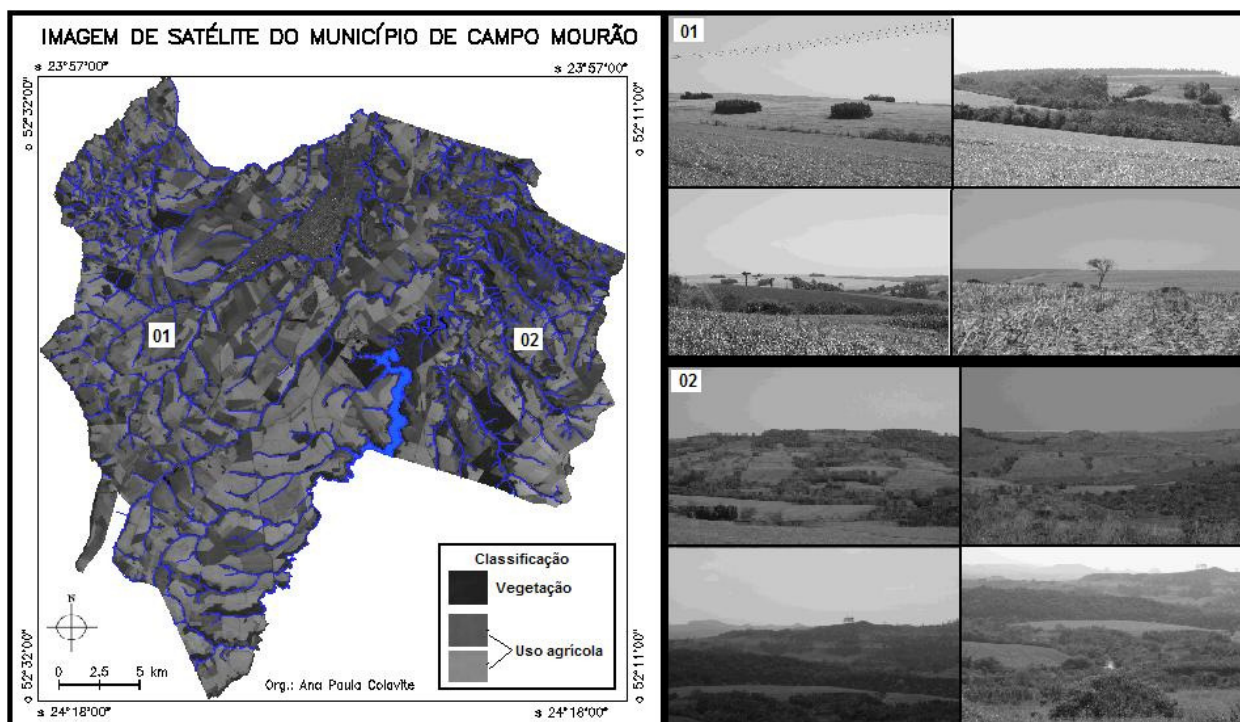 IMAGEM DE SATÉLITE DO MUNICÍPIO DE CAMPO MOURÃO
s 23°57'00"
s 23°57'00"
o 52°32'00"
o 52°11'00"
01
02
Classificação
Vegetação
Uso agrícola
N
0 2.5 5 km
Org.: Ana Paula Colavite
o 52°32'00"
o 52°11'00"
s 24°18'00"
s 24°18'00"
01
02